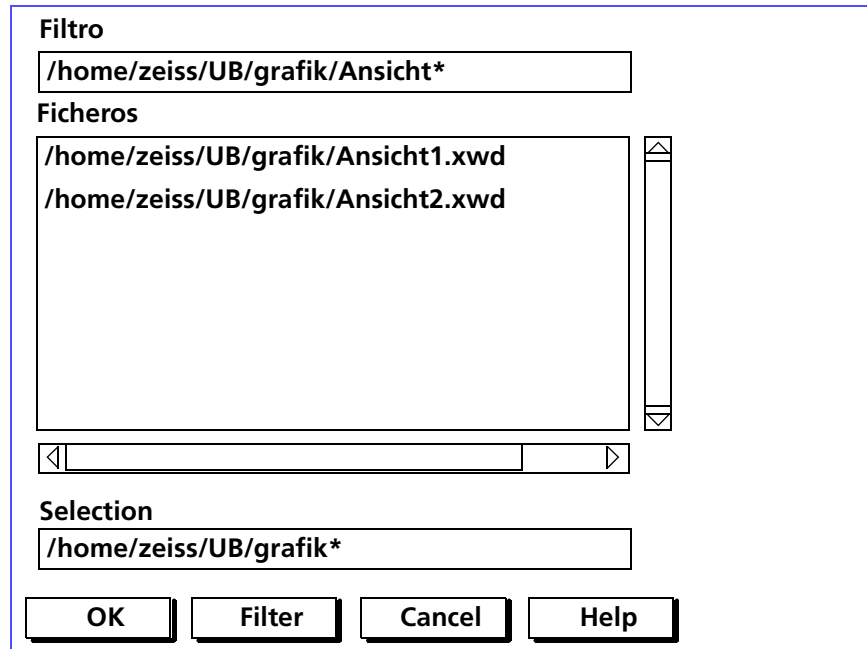 Filtro
/home/zeiss/UB/grafik/Ansicht*
Ficheros
/home/zeiss/UB/grafik/Ansicht1.xwd
/home/zeiss/UB/grafik/Ansicht2.xwd
Selection
/home/zeiss/UB/grafik*
OK Filter Cancel Help